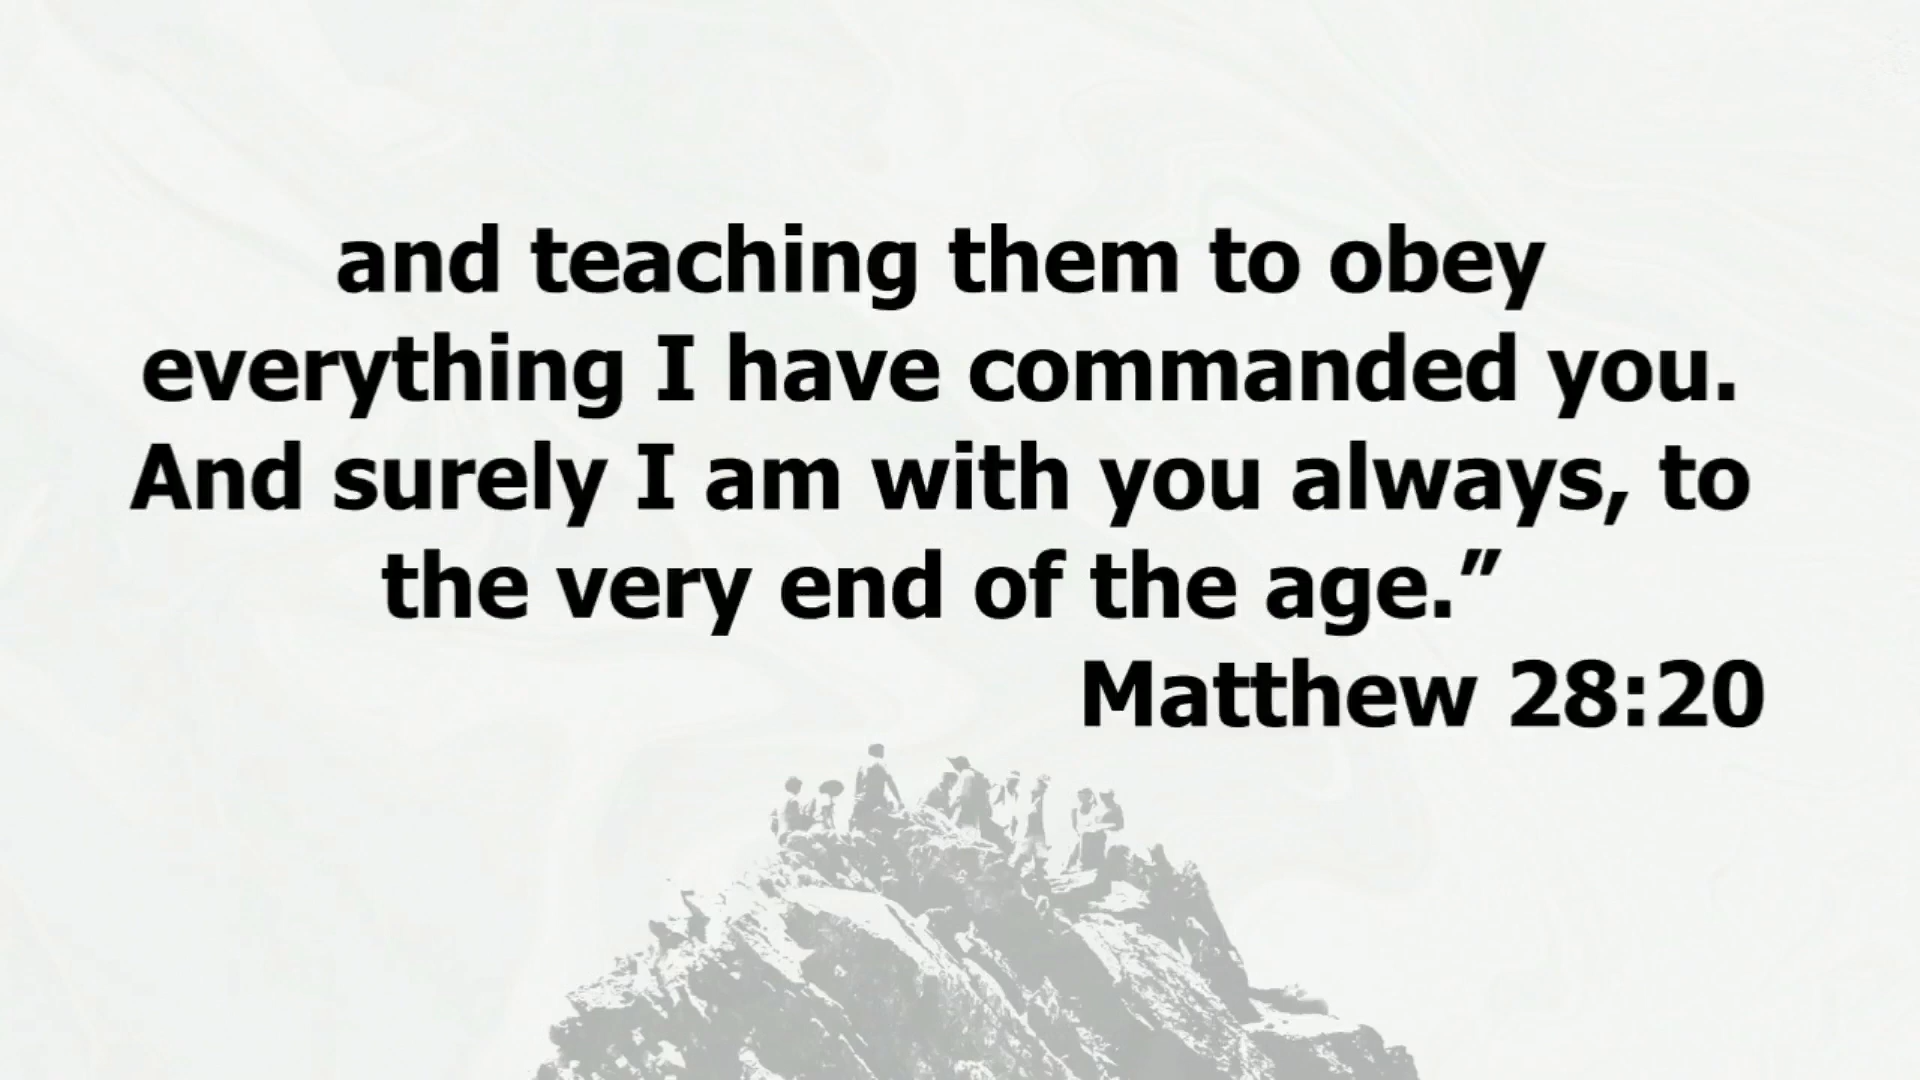 and teaching them to obey
everything I have commanded you.
And surely I am with you always, to
the very end of the age.”
Matthew 28:20